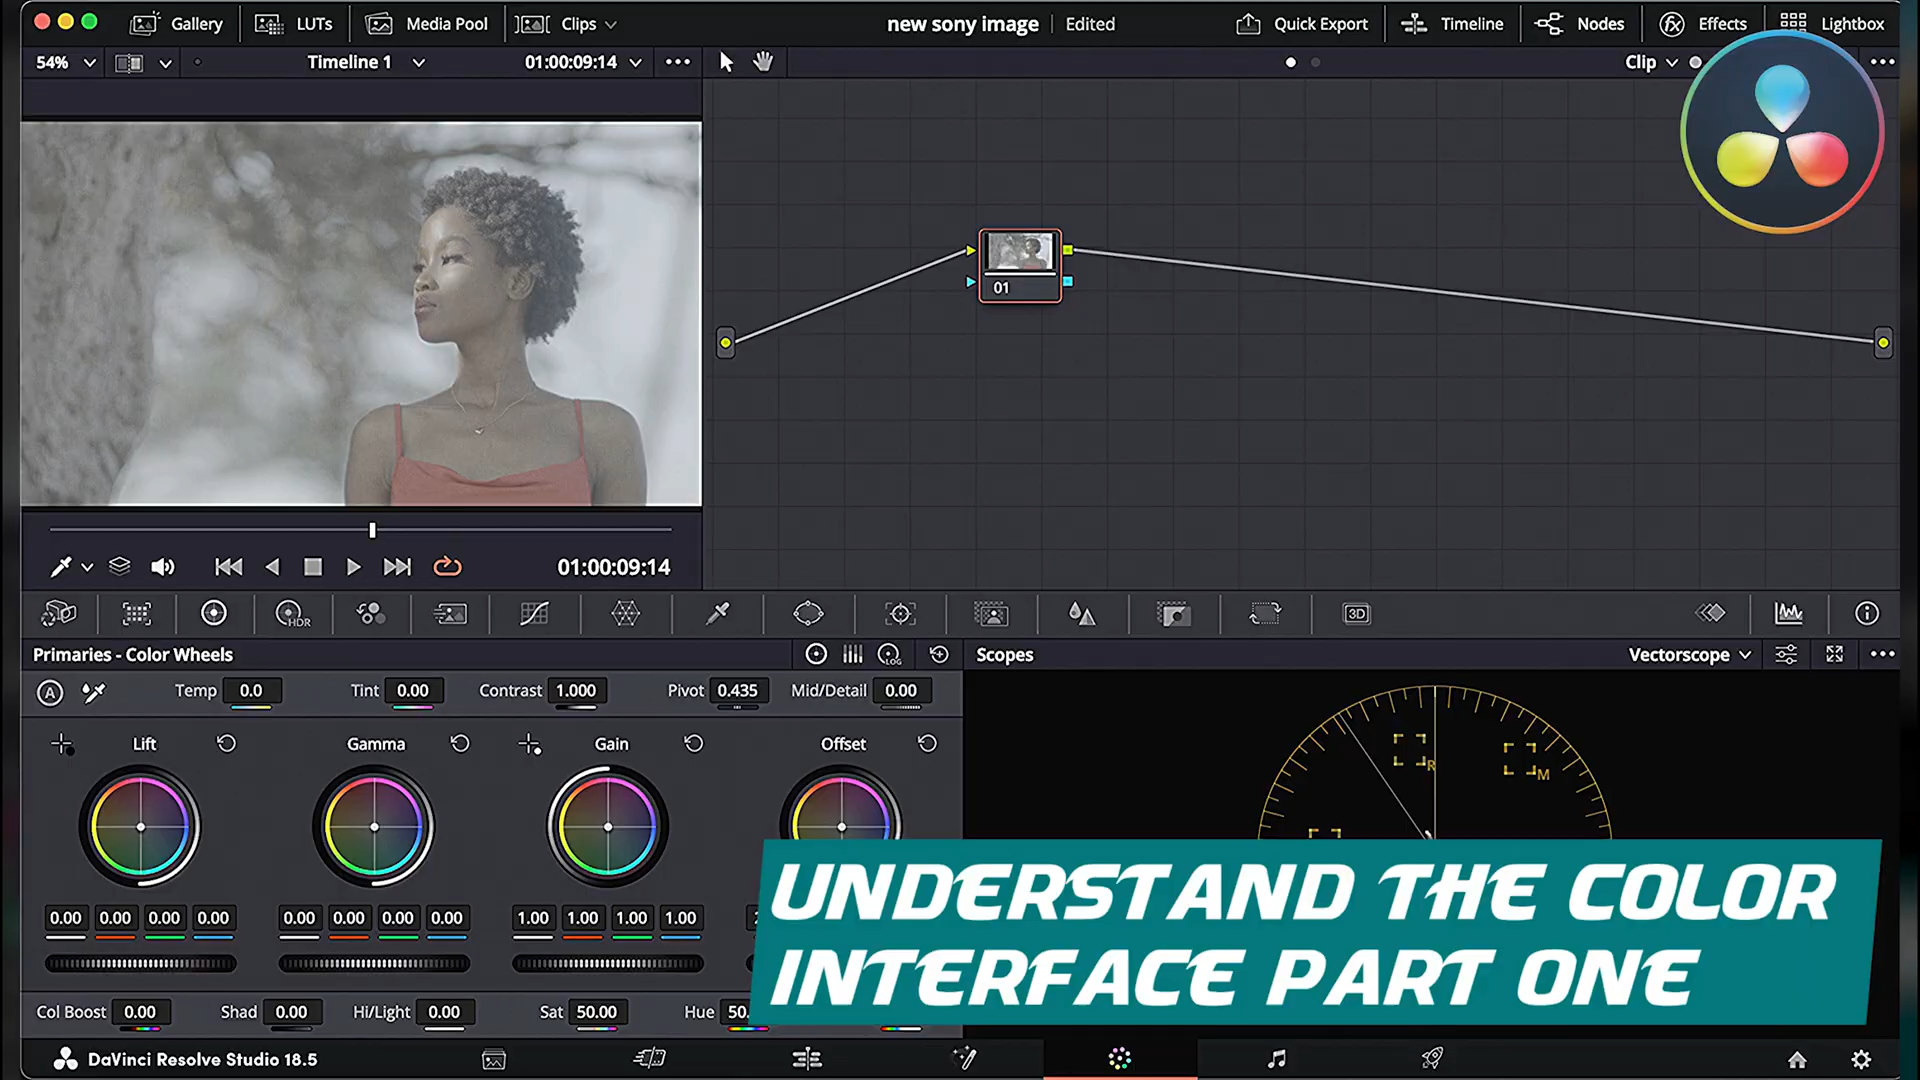 Gallery LUTs Media Pool Clips new sony image Edited Quick Export Timeline Nodes Effects Lightbox
54% Timeline 1 01:00:09:14 Clip
01
01:00:09:14
HDR 3D
Primaries - Color Wheels LOG Scopes Vectorscope
A Temp 0.0 Tint 0.00 Contrast 1.000 Pivot 0.435 Mid/Detail 0.00
Lift Gamma Gain Offset
R M
0.00 0.00 0.00 0.00 0.00 0.00 0.00 0.00 1.00 1.00 1.00 1.00
UNDERSTAND THE COLOR
INTERFACE PART ONE
Col Boost 0.00 Shad 0.00 Hi/Light 0.00 Sat 50.00 Hue 50.
DaVinci Resolve Studio 18.5